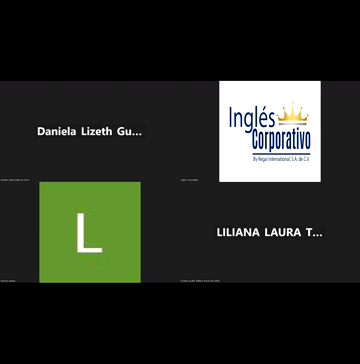 Daniela Lizeth Gu...
Inglés
Corporativo
By Regal International, S.A. de C.V.
L
LILIANA LAURA T...